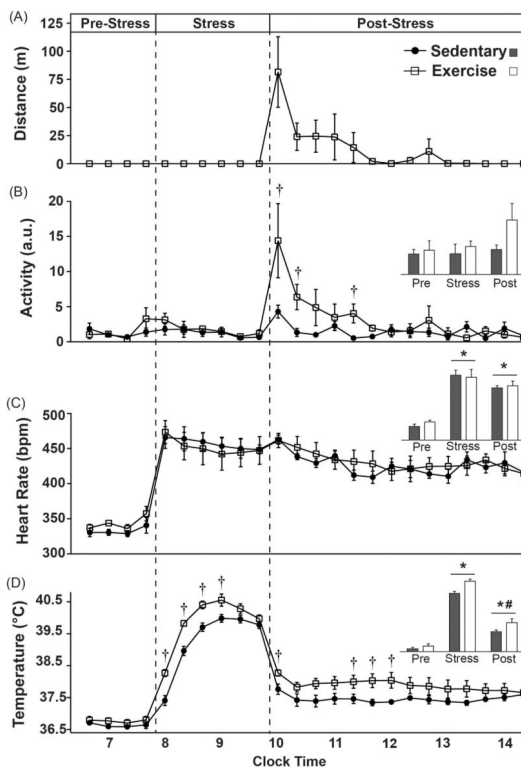 (A) Pre-Stress Stress Post-Stress
125
100
75
50
25
0
Distance (m)
Sedentary
Exercise
(B)
20
15
10
5
0
Activity (a.u.)
† † †
Pre Stress Post
(C)
500
450
400
350
300
Heart Rate (bpm)
* *
Pre Stress Post
(D)
40.5
39.5
38.5
37.5
36.5
Temperature (°C)
† † † † † † † †
* *#
Pre Stress Post
7 8 9 10 11 12 13 14
Clock Time